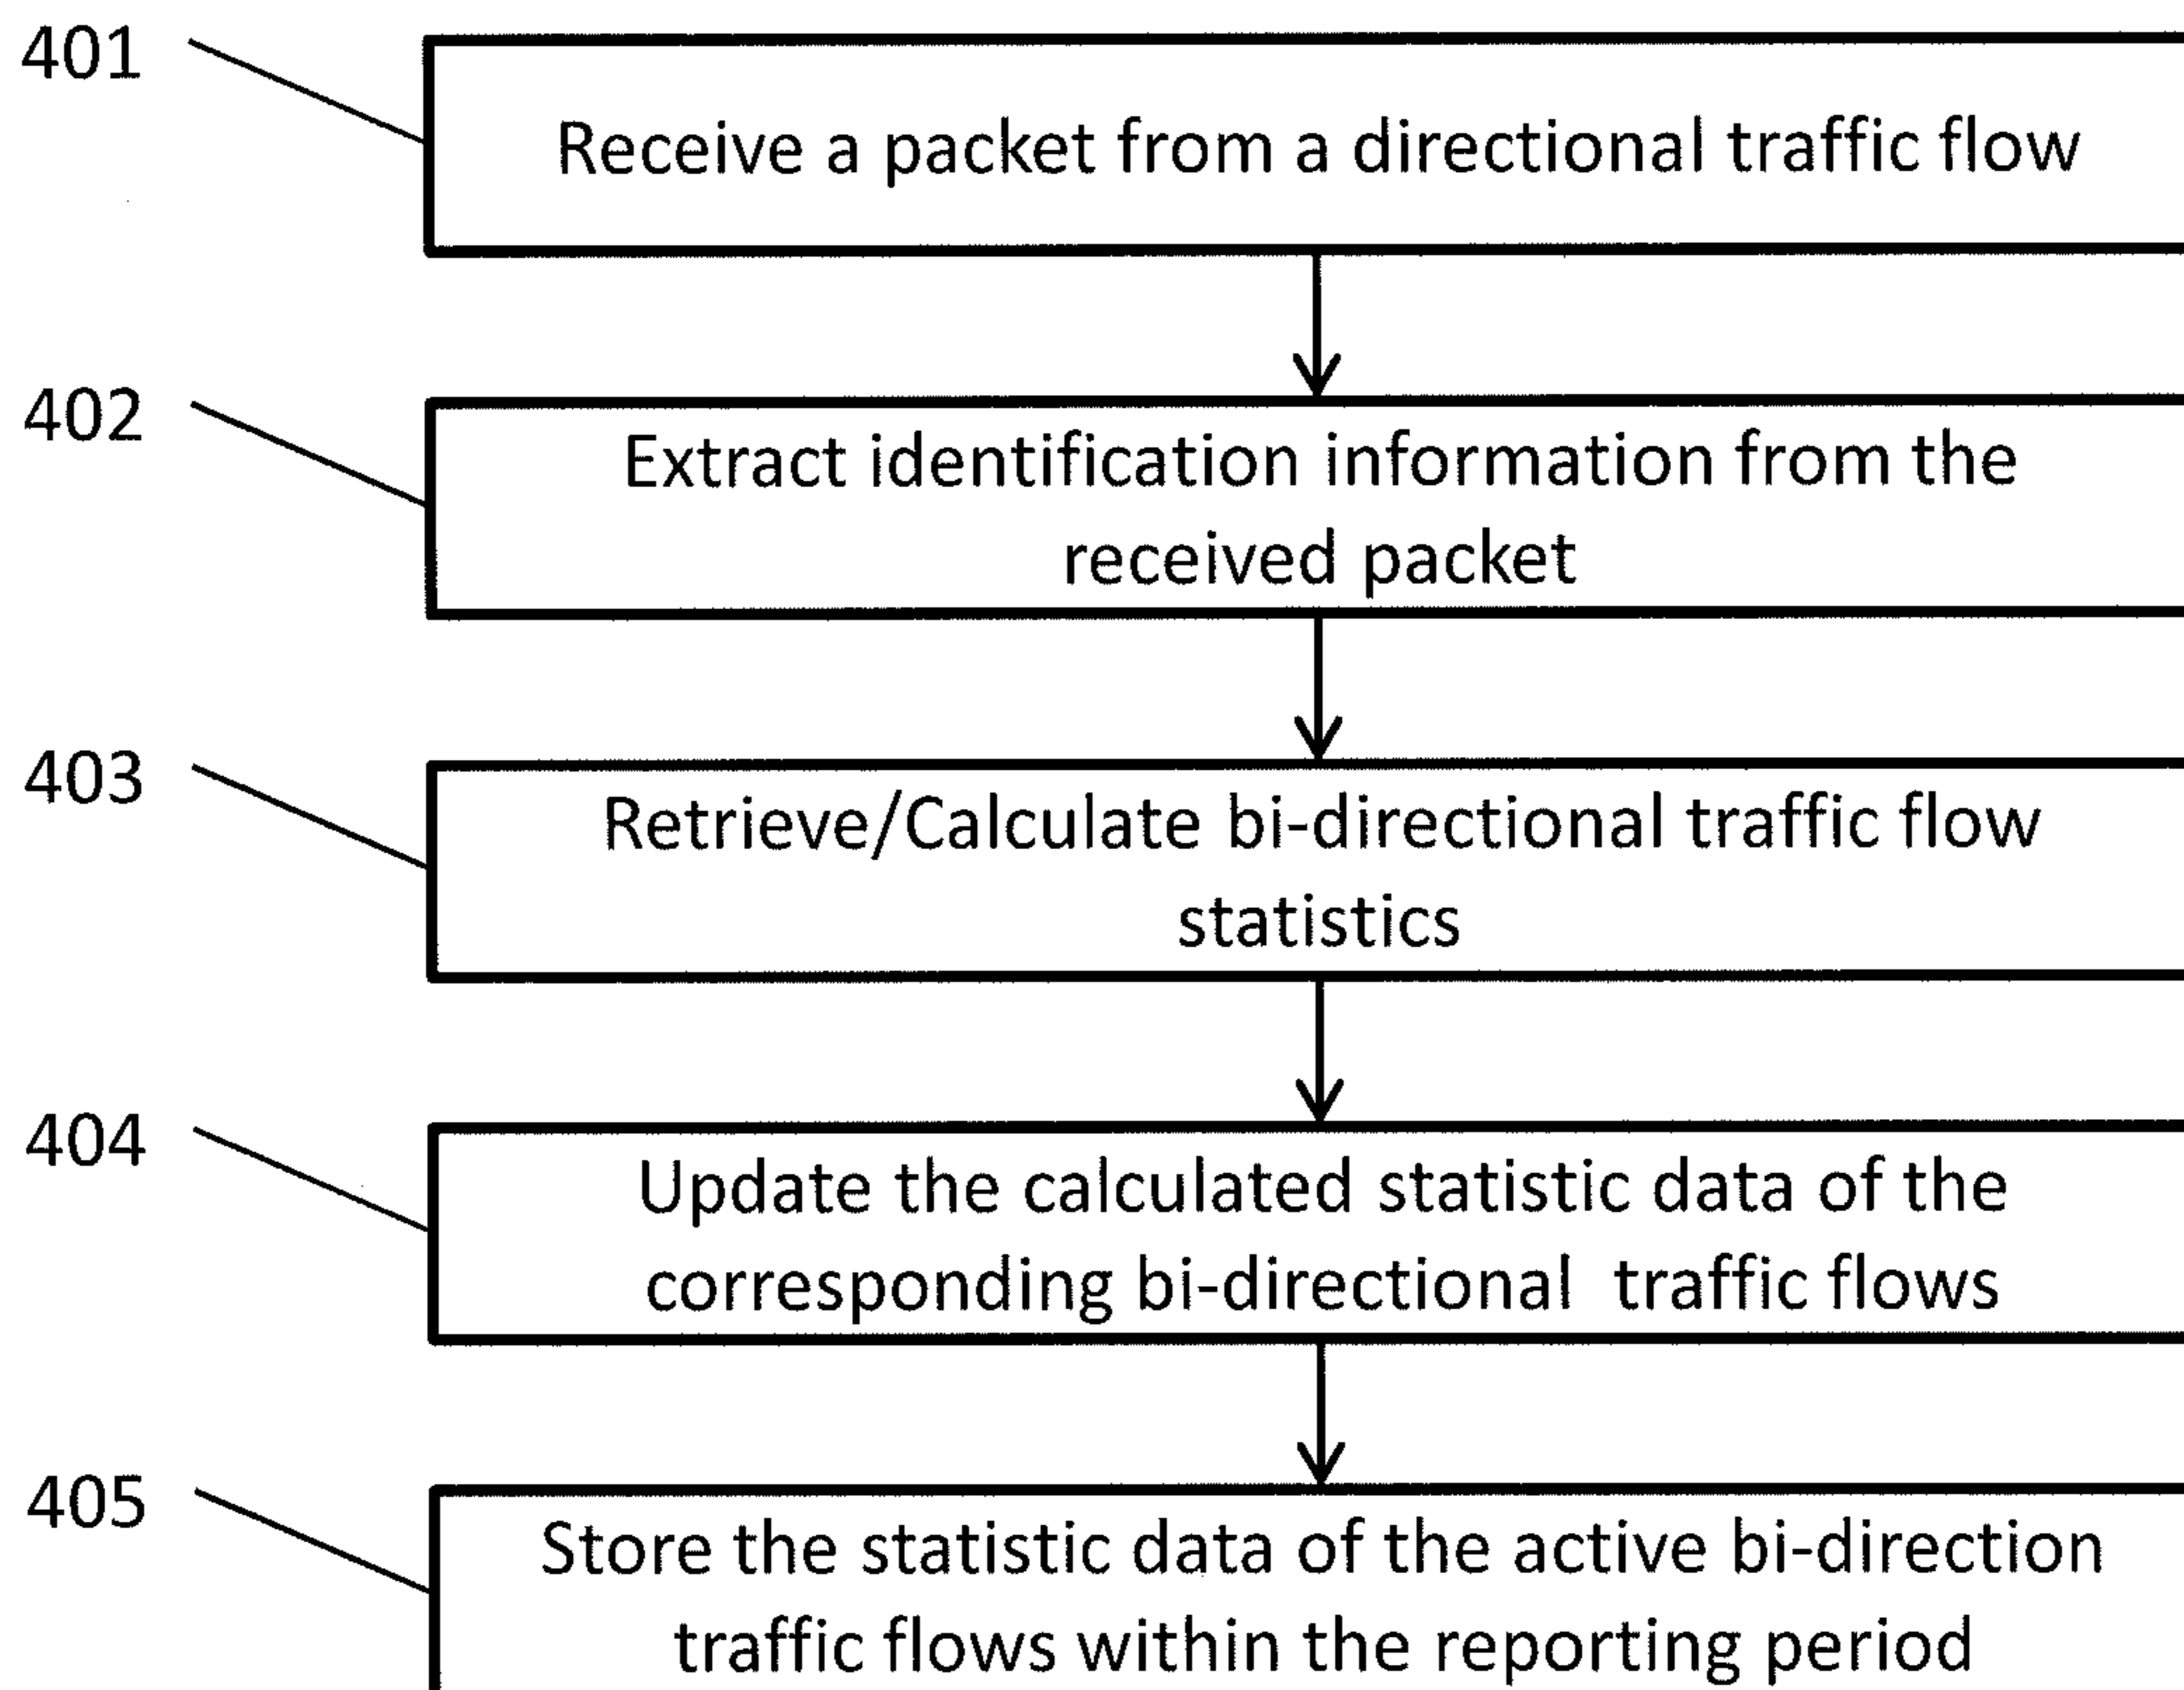 401
Receive a packet from a directional traffic flow
402
Extract identification information from the
received packet
403
Retrieve/Calculate bi-directional traffic flow
statistics
404
Update the calculated statistic data of the
corresponding bi-directional traffic flows
405
Store the statistic data of the active bi-direction
traffic flows within the reporting period